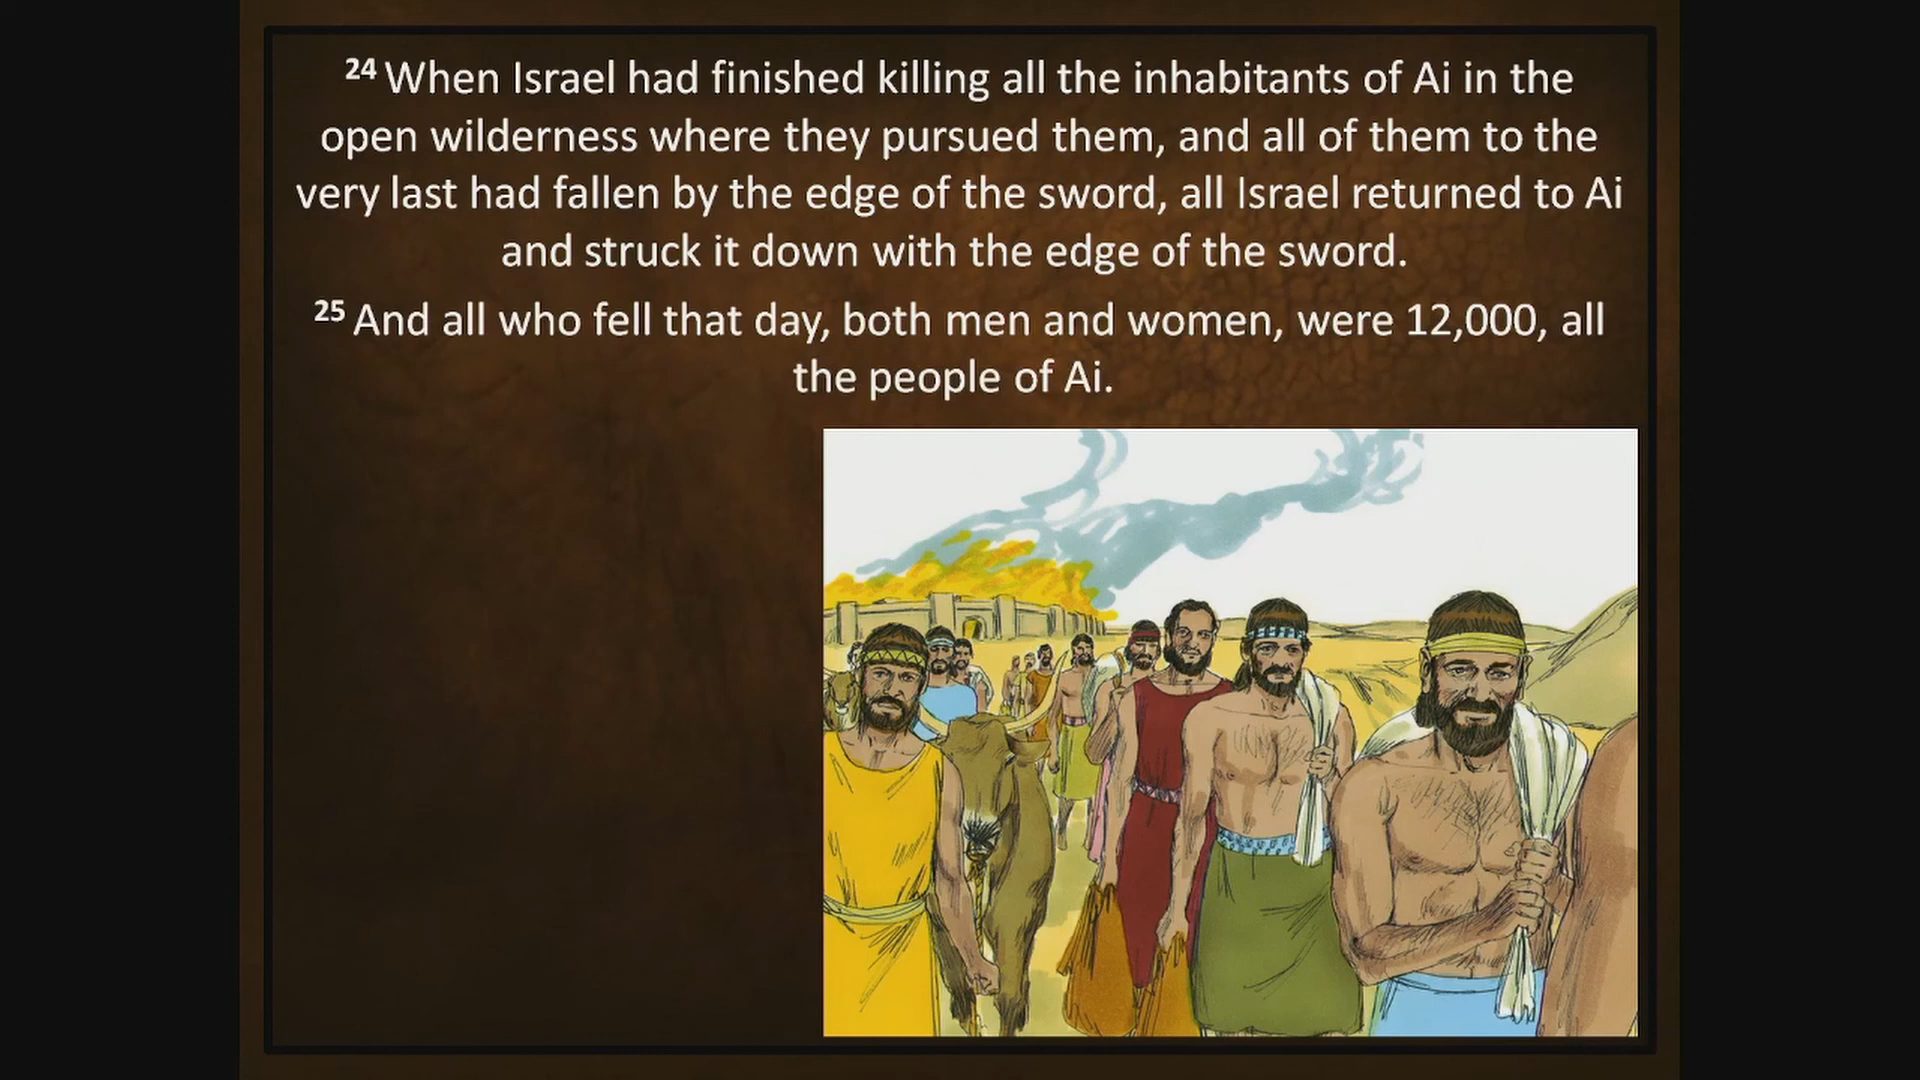 24 When Israel had finished killing all the inhabitants of Ai in the
open wilderness where they pursued them, and all of them to the
very last had fallen by the edge of the sword, all Israel returned to Ai
and struck it down with the edge of the sword.
25 And all who fell that day, both men and women, were 12,000, all
the people of Ai.